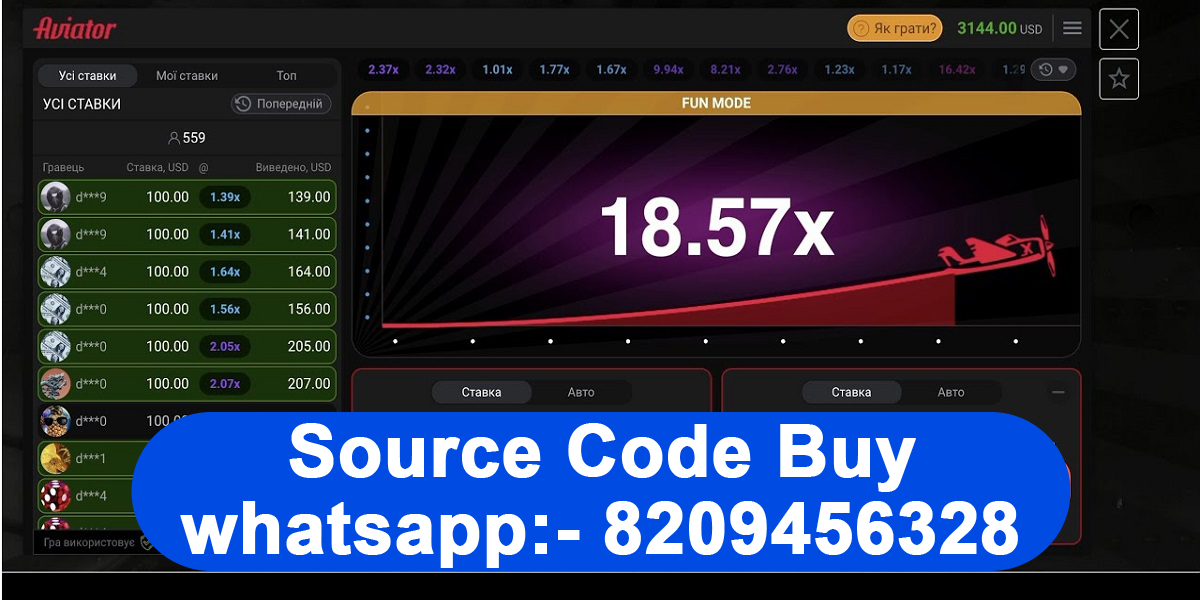 Aviator
Як грати?
3144.00 USD
Усі ставки Мої ставки Топ
2.37x 2.32x 1.01x 1.77x 1.67x 9.94x 8.21x 2.76x 1.23x 1.17x 16.42x 1.29
УСІ СТАВКИ Попередній
FUN MODE
559
Гравець Ставка, USD @ Виведено, USD
d***9 100.00 1.39x 139.00
d***9 100.00 1.41x 141.00
d***4 100.00 1.64x 164.00
d***0 100.00 1.56x 156.00
d***0 100.00 2.05x 205.00
d***0 100.00 2.07x 207.00
d***0
d***1
d***4
Гра використовує
18.57x
Ставка Авто
Ставка Авто
Source Code Buy
whatsapp:- 8209456328